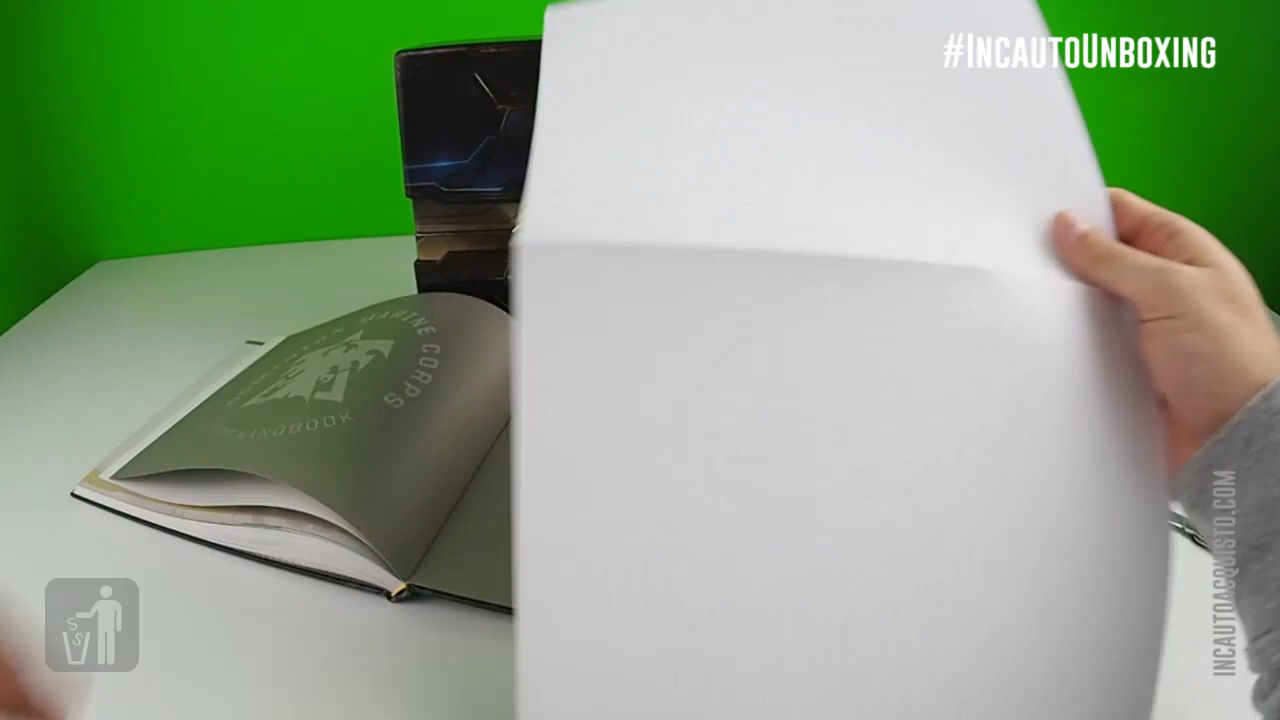 #INCAUTOUNBOXING
MARINE CORPS
HANDBOOK
INCAUTOACQUISTO.COM
S
S